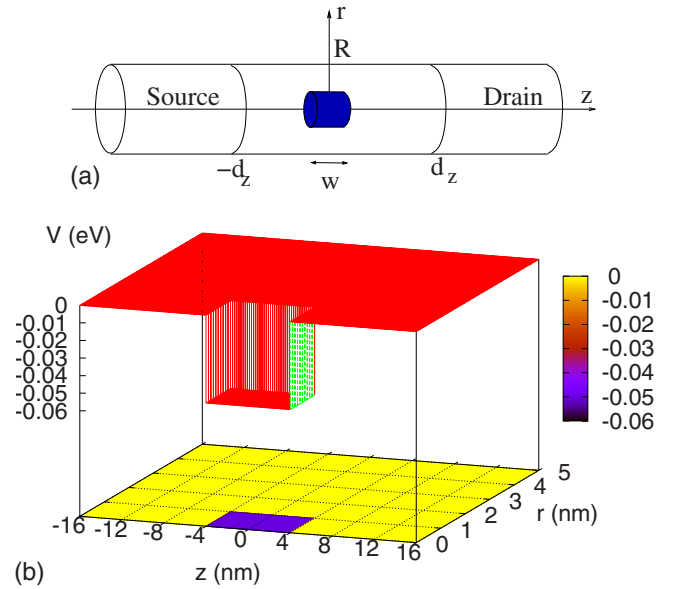 r
R
Source
Drain
z
−d z
w
d z
(a)
V (eV)
0
-0.01
-0.02
-0.03
-0.04
-0.05
-0.06
0
-0.01
-0.02
-0.03
-0.04
-0.05
-0.06
-16 -12 -8 -4 0 4 8 12 16
0 1 2 3 4 5
r (nm)
z (nm)
(b)